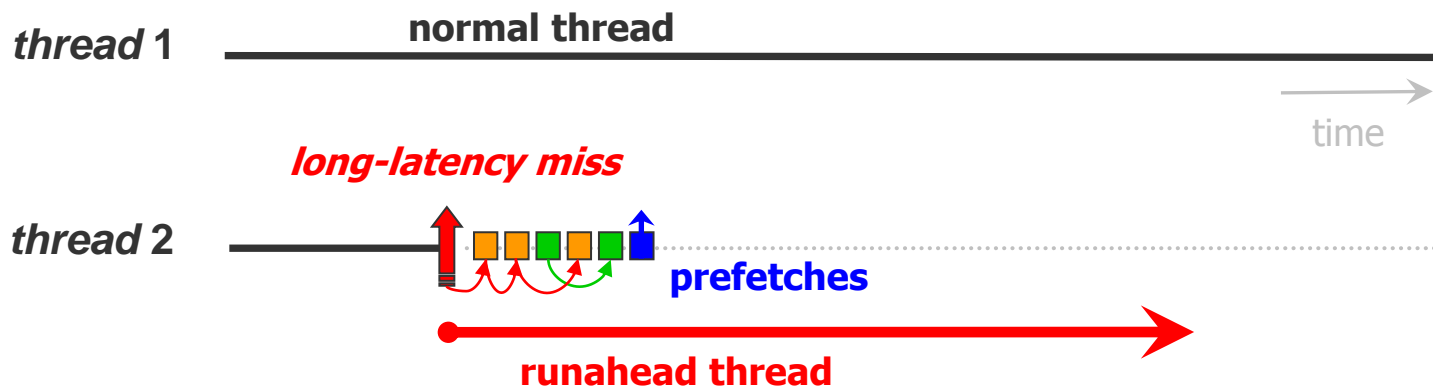 thread 1
normal thread
time
long-latency miss
thread 2
prefetches
runahead thread